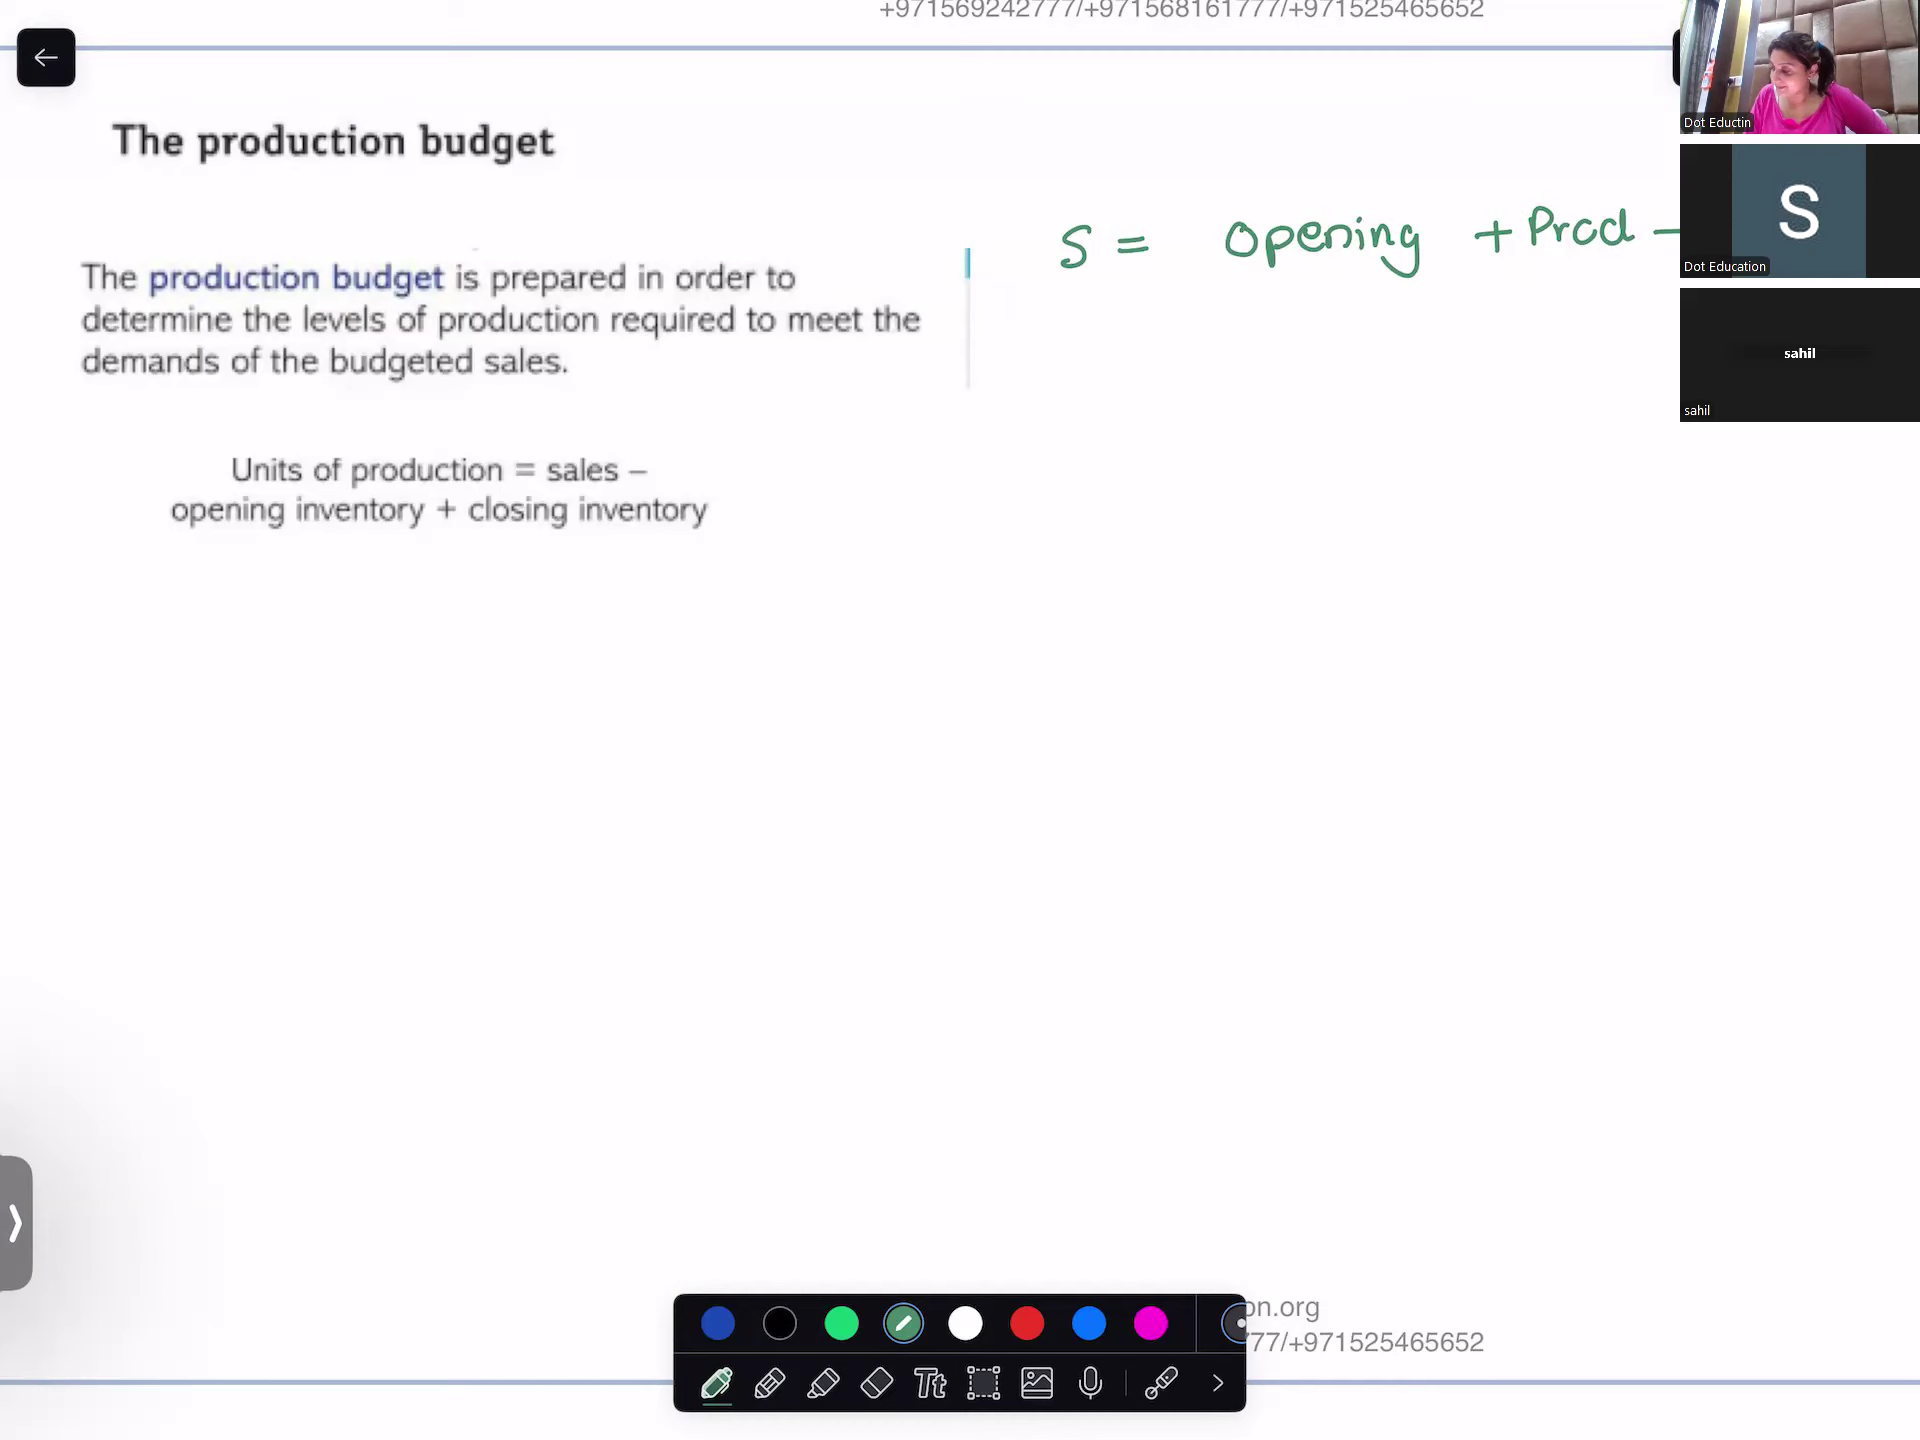 +971569242777/+971568161777/+971525465652
The production budget
The production budget is prepared in order to
determine the levels of production required to meet the
demands of the budgeted sales.
Units of production = sales –
opening inventory + closing inventory
S = Opening + Prod –
Dot Eductin
S
Dot Education
sahil
sahil
on.org
777/+971525465652
Tt